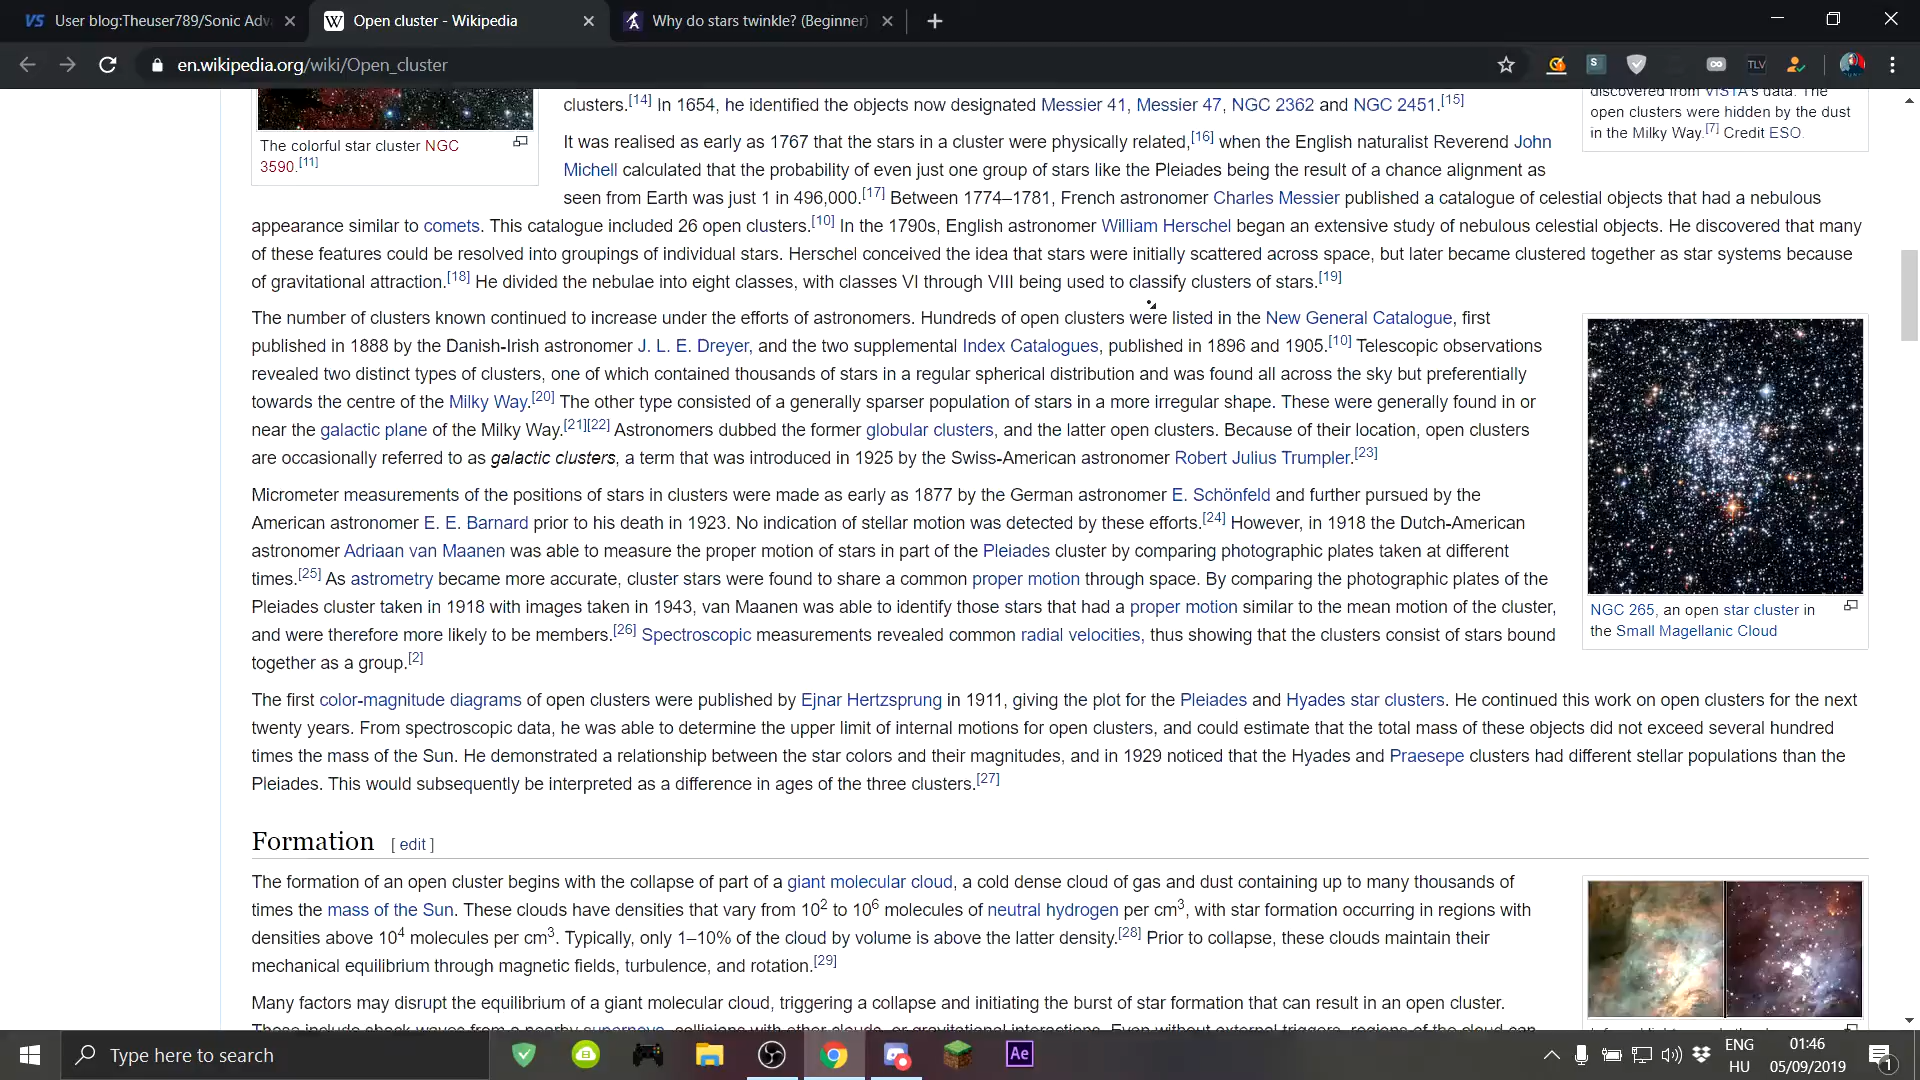 User blog:Theuser789/Sonic Adv
Open cluster - Wikipedia
Why do stars twinkle? (Beginner)
en.wikipedia.org/wiki/Open_cluster
TLV
The colorful star cluster NGC
3590.[11]
clusters.[14] In 1654, he identified the objects now designated Messier 41, Messier 47, NGC 2362 and NGC 2451.[15]
It was realised as early as 1767 that the stars in a cluster were physically related,[16] when the English naturalist Reverend John
Michell calculated that the probability of even just one group of stars like the Pleiades being the result of a chance alignment as
seen from Earth was just 1 in 496,000.[17] Between 1774–1781, French astronomer Charles Messier published a catalogue of celestial objects that had a nebulous
appearance similar to comets. This catalogue included 26 open clusters.[10] In the 1790s, English astronomer William Herschel began an extensive study of nebulous celestial objects. He discovered that many
of these features could be resolved into groupings of individual stars. Herschel conceived the idea that stars were initially scattered across space, but later became clustered together as star systems because
of gravitational attraction.[18] He divided the nebulae into eight classes, with classes VI through VIII being used to classify clusters of stars.[19]
discovered from VISTA's data. The
open clusters were hidden by the dust
in the Milky Way.[7] Credit ESO.
The number of clusters known continued to increase under the efforts of astronomers. Hundreds of open clusters were listed in the New General Catalogue, first
published in 1888 by the Danish-Irish astronomer J. L. E. Dreyer, and the two supplemental Index Catalogues, published in 1896 and 1905.[10] Telescopic observations
revealed two distinct types of clusters, one of which contained thousands of stars in a regular spherical distribution and was found all across the sky but preferentially
towards the centre of the Milky Way.[20] The other type consisted of a generally sparser population of stars in a more irregular shape. These were generally found in or
near the galactic plane of the Milky Way.[21][22] Astronomers dubbed the former globular clusters, and the latter open clusters. Because of their location, open clusters
are occasionally referred to as galactic clusters, a term that was introduced in 1925 by the Swiss-American astronomer Robert Julius Trumpler.[23]
Micrometer measurements of the positions of stars in clusters were made as early as 1877 by the German astronomer E. Schönfeld and further pursued by the
American astronomer E. E. Barnard prior to his death in 1923. No indication of stellar motion was detected by these efforts.[24] However, in 1918 the Dutch-American
astronomer Adriaan van Maanen was able to measure the proper motion of stars in part of the Pleiades cluster by comparing photographic plates taken at different
times.[25] As astrometry became more accurate, cluster stars were found to share a common proper motion through space. By comparing the photographic plates of the
Pleiades cluster taken in 1918 with images taken in 1943, van Maanen was able to identify those stars that had a proper motion similar to the mean motion of the cluster,
and were therefore more likely to be members.[26] Spectroscopic measurements revealed common radial velocities, thus showing that the clusters consist of stars bound
together as a group.[2]
NGC 265, an open star cluster in
the Small Magellanic Cloud
The first color-magnitude diagrams of open clusters were published by Ejnar Hertzsprung in 1911, giving the plot for the Pleiades and Hyades star clusters. He continued this work on open clusters for the next
twenty years. From spectroscopic data, he was able to determine the upper limit of internal motions for open clusters, and could estimate that the total mass of these objects did not exceed several hundred
times the mass of the Sun. He demonstrated a relationship between the star colors and their magnitudes, and in 1929 noticed that the Hyades and Praesepe clusters had different stellar populations than the
Pleiades. This would subsequently be interpreted as a difference in ages of the three clusters.[27]
Formation [ edit ]
The formation of an open cluster begins with the collapse of part of a giant molecular cloud, a cold dense cloud of gas and dust containing up to many thousands of
times the mass of the Sun. These clouds have densities that vary from 10² to 10⁶ molecules of neutral hydrogen per cm³, with star formation occurring in regions with
densities above 10⁴ molecules per cm³. Typically, only 1–10% of the cloud by volume is above the latter density.[28] Prior to collapse, these clouds maintain their
mechanical equilibrium through magnetic fields, turbulence, and rotation.[29]
Many factors may disrupt the equilibrium of a giant molecular cloud, triggering a collapse and initiating the burst of star formation that can result in an open cluster.
These include shock waves from a nearby supernova, collisions with other clouds, or gravitational interactions. Even without external triggers, regions of the cloud can
Type here to search
Ae
ENG
HU
01:46
05/09/2019
1